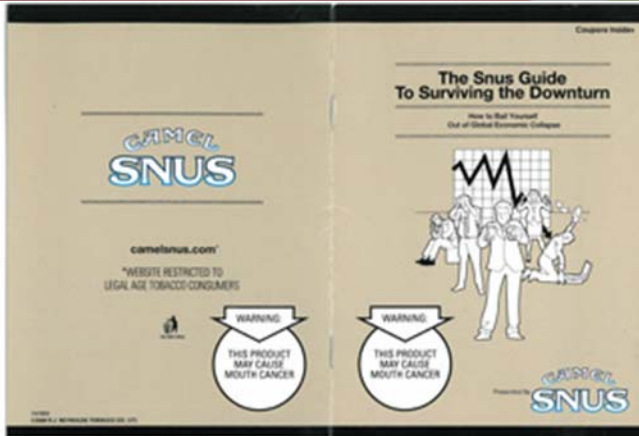 CAMEL
SNUS
camelsnus.com*
*WEBSITE RESTRICTED TO
LEGAL AGE TOBACCO CONSUMERS
WARNING:
THIS PRODUCT
MAY CAUSE
MOUTH CANCER
Coupons Inside
The Snus Guide
To Surviving the Downturn
How to Bail Yourself
Out of Global Economic Collapse
WARNING:
THIS PRODUCT
MAY CAUSE
MOUTH CANCER
Presented by
CAMEL
SNUS